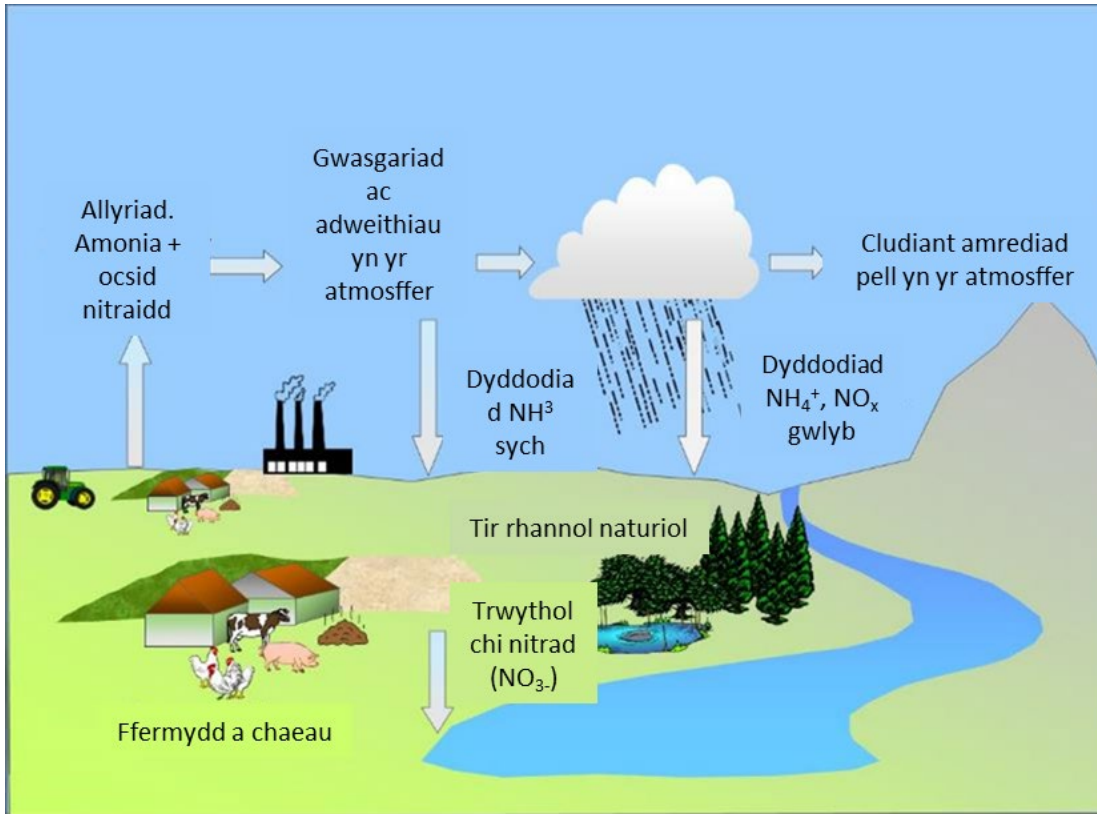 Allyriad.
Amonia +
ocsid
nitraidd
Gwasgariad
ac
adweithiau
yn yr
atmosffer
Cludiant amrediad
pell yn yr atmosffer
Dyddodia
d NH³
sych
Dyddodiad
NH₄⁺, NOₓ
gwlyb
Tir rhannol naturiol
Trwythol
chi nitrad
(NO₃₋)
Ffermydd a chaeau